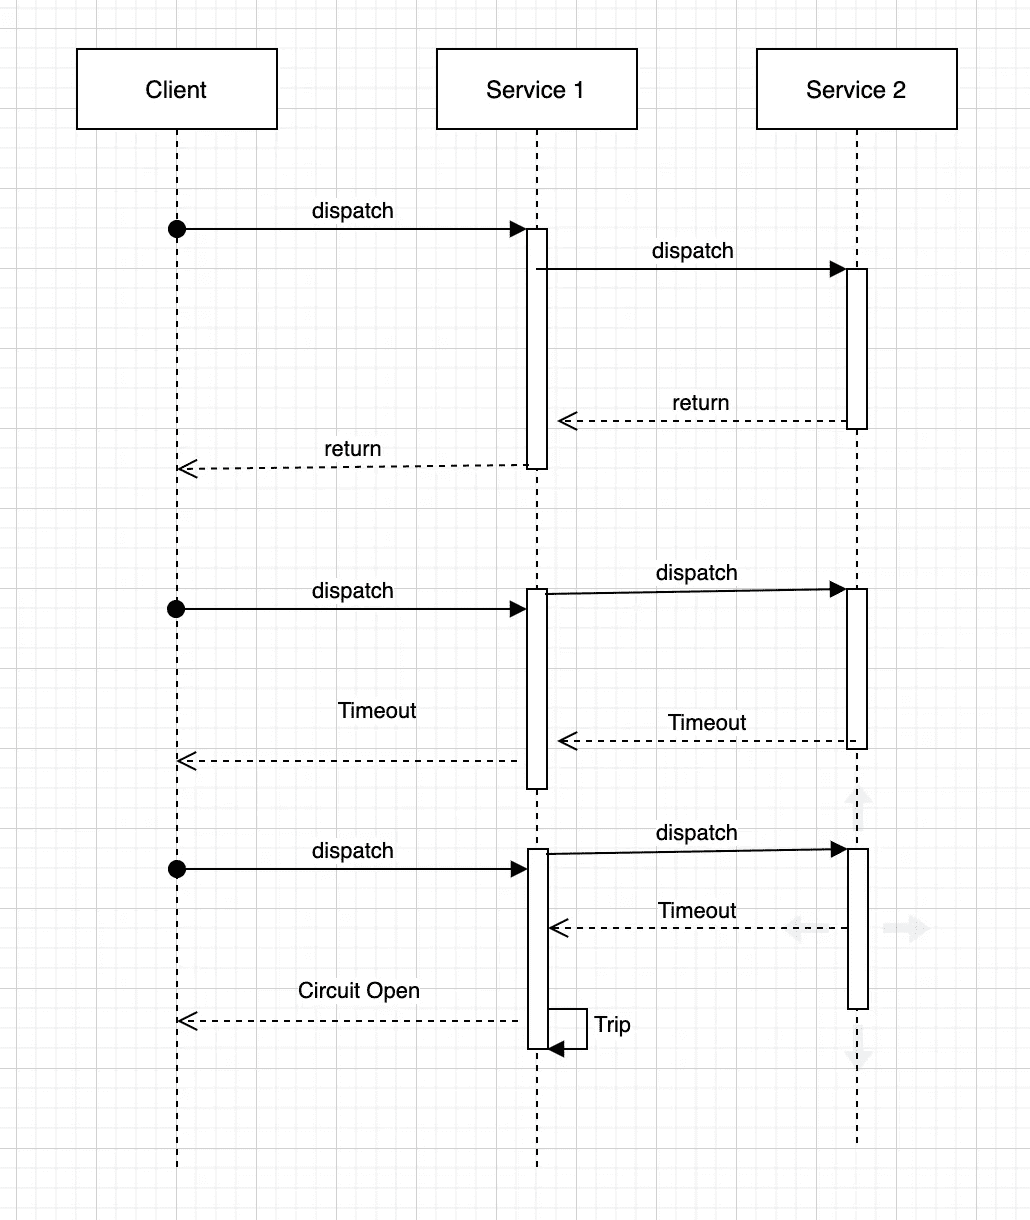 Client
Service 1
Service 2
dispatch
dispatch
return
return
dispatch
dispatch
Timeout
Timeout
dispatch
dispatch
Timeout
Circuit Open
Trip